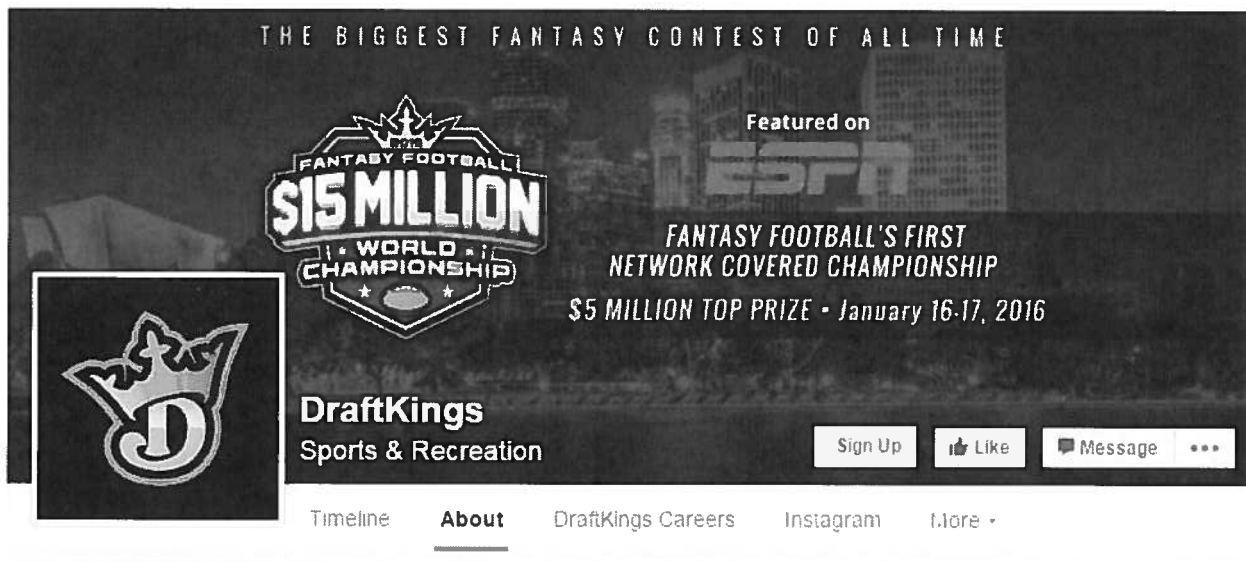 THE BIGGEST FANTASY CONTEST OF ALL TIME
FANTASY FOOTBALL
$15 MILLION
WORLD
CHAMPIONSHIP
Featured on
ESPN
FANTASY FOOTBALL'S FIRST
NETWORK COVERED CHAMPIONSHIP
$5 MILLION TOP PRIZE • January 16-17, 2016
D
DraftKings
Sports & Recreation
Sign Up
Like
Message
Timeline
About
DraftKings Careers
Instagram
More